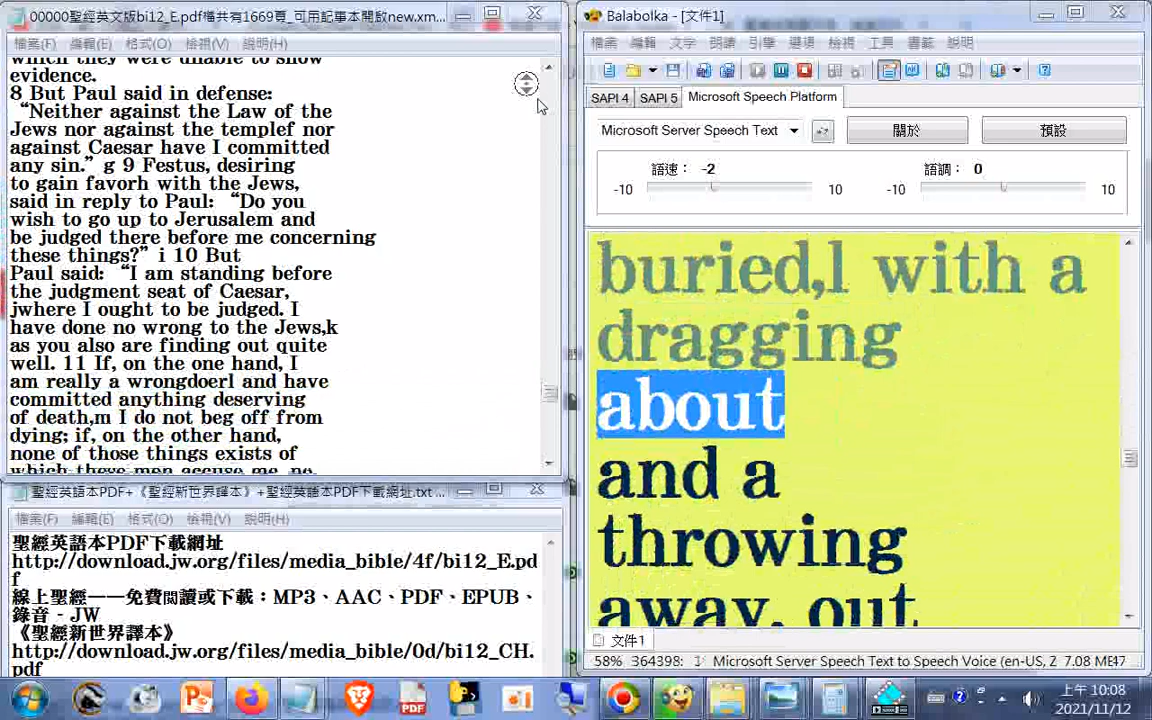 00000聖經英文版bi12_E.pdf檔共有1669頁_可用記事本開啟new.xm...
檔案(F) 編輯(E) 格式(O) 檢視(V) 說明(H)
which they were unable to show
evidence.
8 But Paul said in defense:
“Neither against the Law of the
Jews nor against the templef nor
against Caesar have I committed
any sin.” g 9 Festus, desiring
to gain favorh with the Jews,
said in reply to Paul: “Do you
wish to go up to Jerusalem and
be judged there before me concerning
these things?” i 10 But
Paul said: “I am standing before
the judgment seat of Caesar,
jwhere I ought to be judged. I
have done no wrong to the Jews,k
as you also are finding out quite
well. 11 If, on the one hand, I
am really a wrongdoerl and have
committed anything deserving
of death,m I do not beg off from
dying; if, on the other hand,
none of those things exists of
which these men accuse me, no
聖經英語本PDF+《聖經新世界譯本》+聖經英語本PDF下載網址.txt ...
檔案(F) 編輯(E) 格式(O) 檢視(V) 說明(H)
聖經英語本PDF下載網址
http://download.jw.org/files/media_bible/4f/bi12_E.pd
f
線上聖經——免費閱讀或下載：MP3、AAC、PDF、EPUB、
錄音 - JW
《聖經新世界譯本》
http://download.jw.org/files/media_bible/0d/bi12_CH.
pdf
Balabolka - [文件1]
檔案 編輯 文字 朗讀 引擎 選項 檢視 工具 書籤 說明
SAPI 4 SAPI 5 Microsoft Speech Platform
Microsoft Server Speech Text 關於 預設
語速： -2 語調： 0
-10 10 -10 10
buried,l with a
dragging
about
and a
throwing
away, out
文件1
58% 364398: Microsoft Server Speech Text to Speech Voice (en-US, Z 7.08 ME47
上午 10:08
2021/11/12